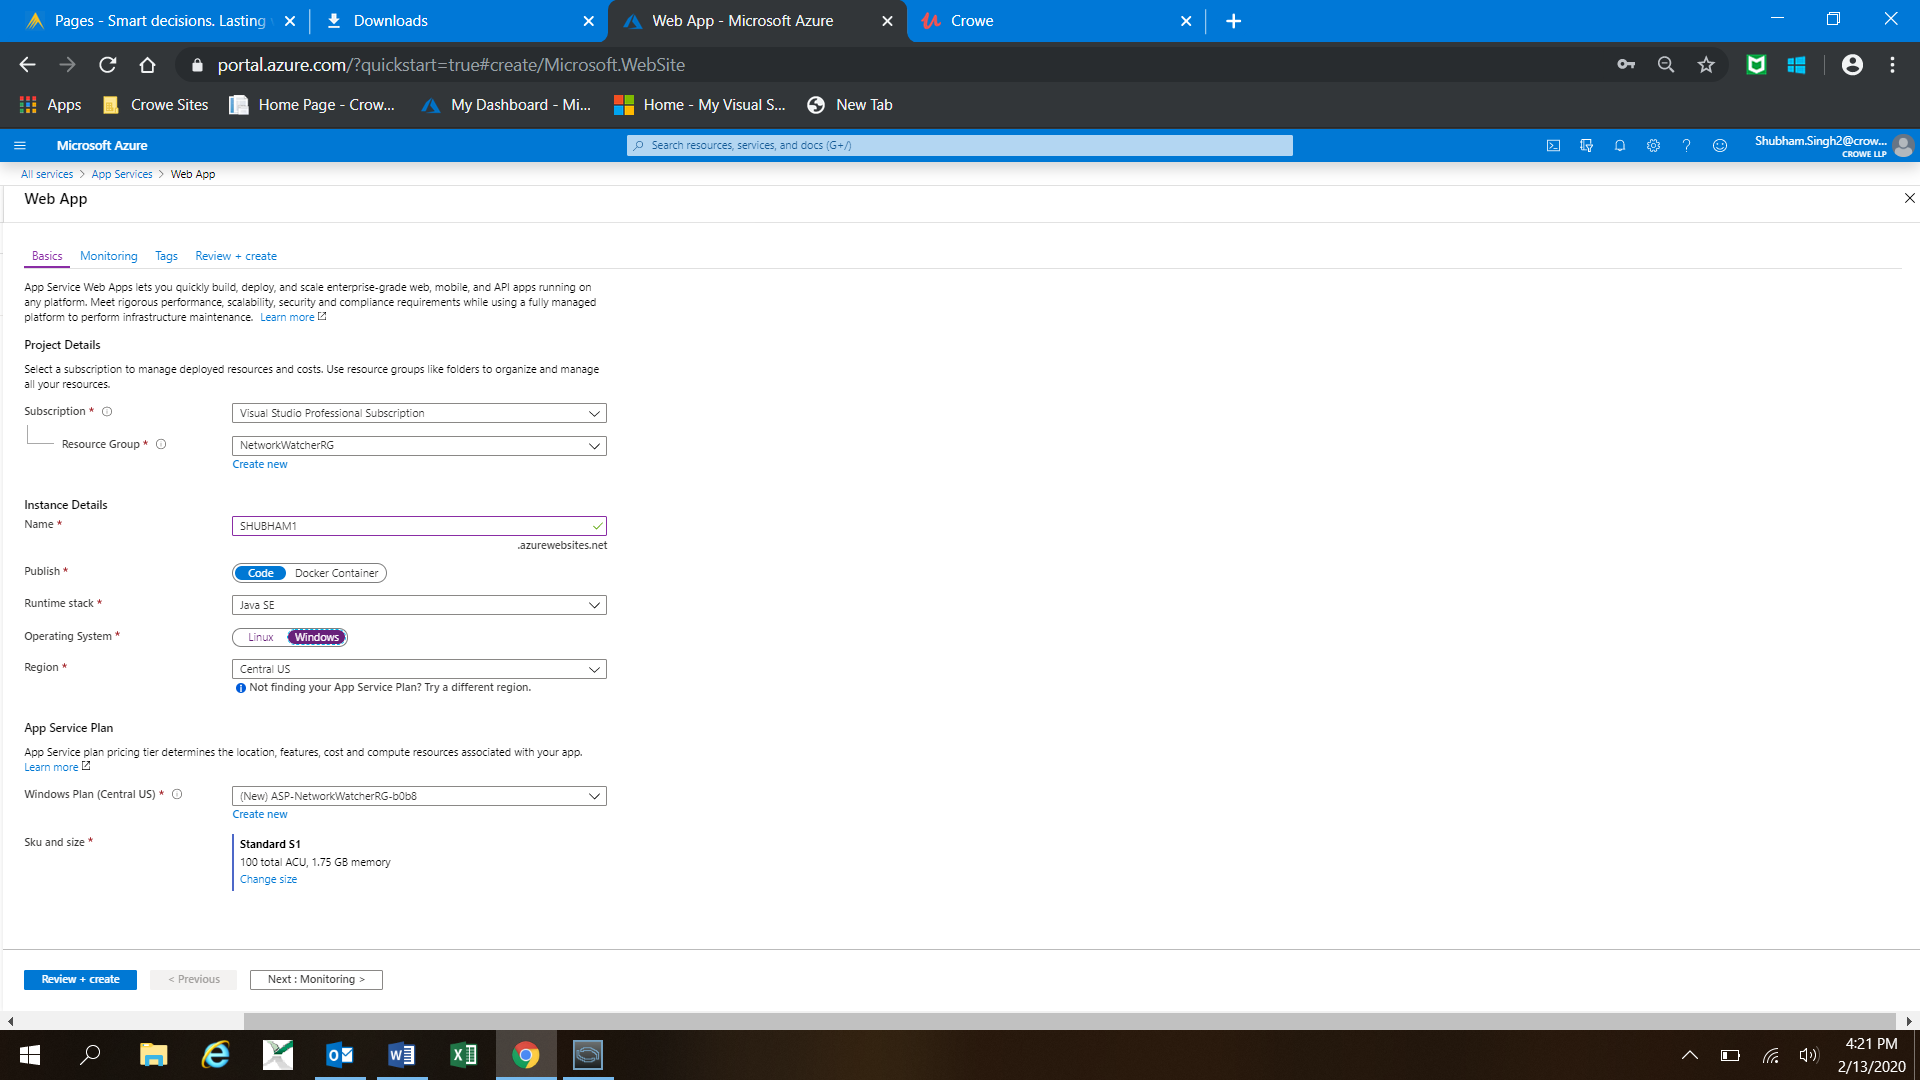 Pages - Smart decisions. Lasting
Downloads
Web App - Microsoft Azure
Crowe
portal.azure.com/?quickstart=true#create/Microsoft.WebSite
Apps
Crowe Sites
Home Page - Crow...
My Dashboard - Mi...
Home - My Visual S...
New Tab
Microsoft Azure
Search resources, services, and docs (G+/)
Shubham.Singh2@crow...
CROWE LLP
All services > App Services > Web App
Web App
Basics
Monitoring
Tags
Review + create
App Service Web Apps lets you quickly build, deploy, and scale enterprise-grade web, mobile, and API apps running on
any platform. Meet rigorous performance, scalability, security and compliance requirements while using a fully managed
platform to perform infrastructure maintenance. Learn more
Project Details
Select a subscription to manage deployed resources and costs. Use resource groups like folders to organize and manage
all your resources.
Subscription *
Visual Studio Professional Subscription
Resource Group *
NetworkWatcherRG
Create new
Instance Details
Name *
SHUBHAM1
.azurewebsites.net
Publish *
Code
Docker Container
Runtime stack *
Java SE
Operating System *
Linux
Windows
Region *
Central US
Not finding your App Service Plan? Try a different region.
App Service Plan
App Service plan pricing tier determines the location, features, cost and compute resources associated with your app.
Learn more
Windows Plan (Central US) *
(New) ASP-NetworkWatcherRG-b0b8
Create new
Sku and size *
Standard S1
100 total ACU, 1.75 GB memory
Change size
Review + create
< Previous
Next : Monitoring >
4:21 PM
2/13/2020